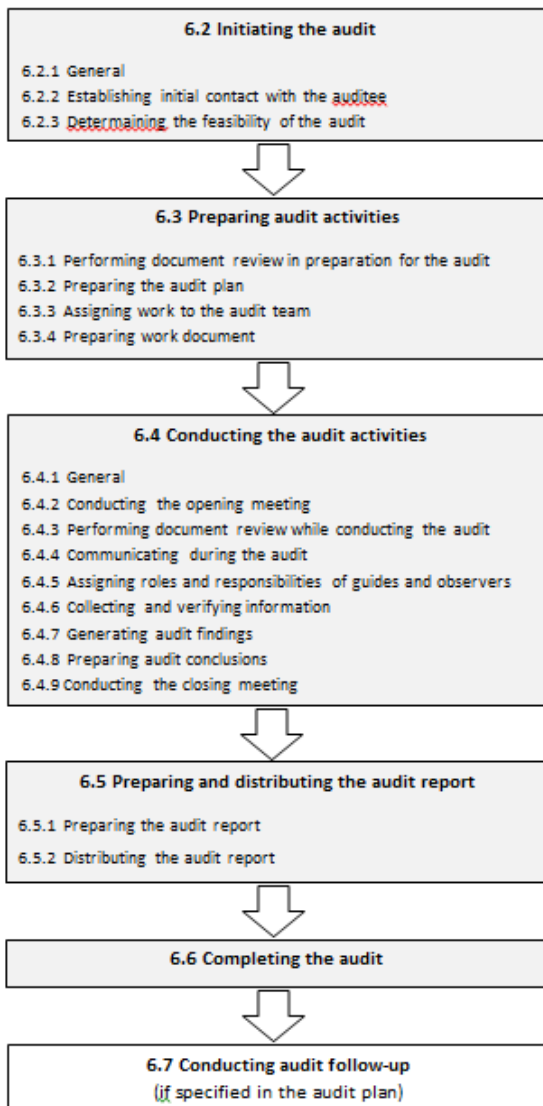 6.2 Initiating the audit
6.2.1 General
6.2.2 Establishing initial contact with the auditee
6.2.3 Determaining the feasibility of the audit
6.3 Preparing audit activities
6.3.1 Performing document review in preparation for the audit
6.3.2 Preparing the audit plan
6.3.3 Assigning work to the audit team
6.3.4 Preparing work document
6.4 Conducting the audit activities
6.4.1 General
6.4.2 Conducting the opening meeting
6.4.3 Performing document review while conducting the audit
6.4.4 Communicating during the audit
6.4.5 Assigning roles and responsibilities of guides and observers
6.4.6 Collecting and verifying information
6.4.7 Generating audit findings
6.4.8 Preparing audit conclusions
6.4.9 Conducting the closing meeting
6.5 Preparing and distributing the audit report
6.5.1 Preparing the audit report
6.5.2 Distributing the audit report
6.6 Completing the audit
6.7 Conducting audit follow-up
(if specified in the audit plan)